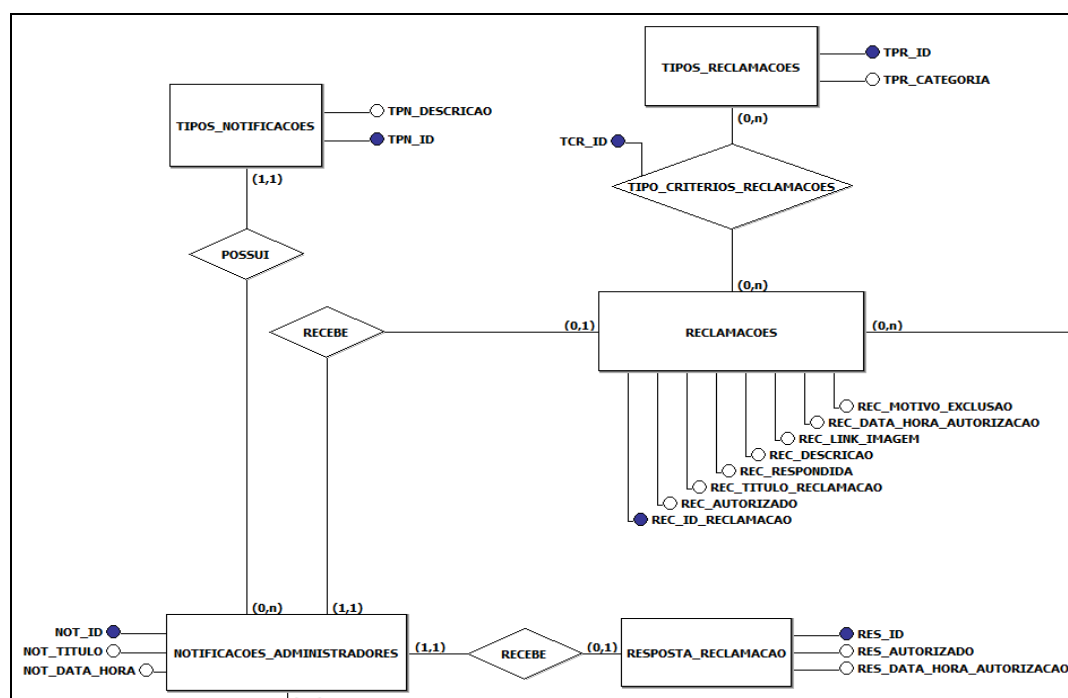 TPR_ID
TIPOS_RECLAMACOES
TPR_CATEGORIA
TPN_DESCRICAO
TIPOS_NOTIFICACOES
TPN_ID
(0,n)
TCR_ID
(1,1)
TIPO_CRITERIOS_RECLAMACOES
POSSUI
(0,n)
RECEBE
(0,1)
RECLAMACOES
(0,n)
REC_MOTIVO_EXCLUSAO
REC_DATA_HORA_AUTORIZACAO
REC_LINK_IMAGEM
REC_DESCRICAO
REC_RESPONDIDA
REC_TITULO_RECLAMACAO
REC_AUTORIZADO
REC_ID_RECLAMACAO
(0,n)
(1,1)
NOT_ID
NOT_TITULO
NOT_DATA_HORA
NOTIFICACOES_ADMINISTRADORES
(1,1)
RECEBE
(0,1)
RESPOSTA_RECLAMACAO
RES_ID
RES_AUTORIZADO
RES_DATA_HORA_AUTORIZACAO